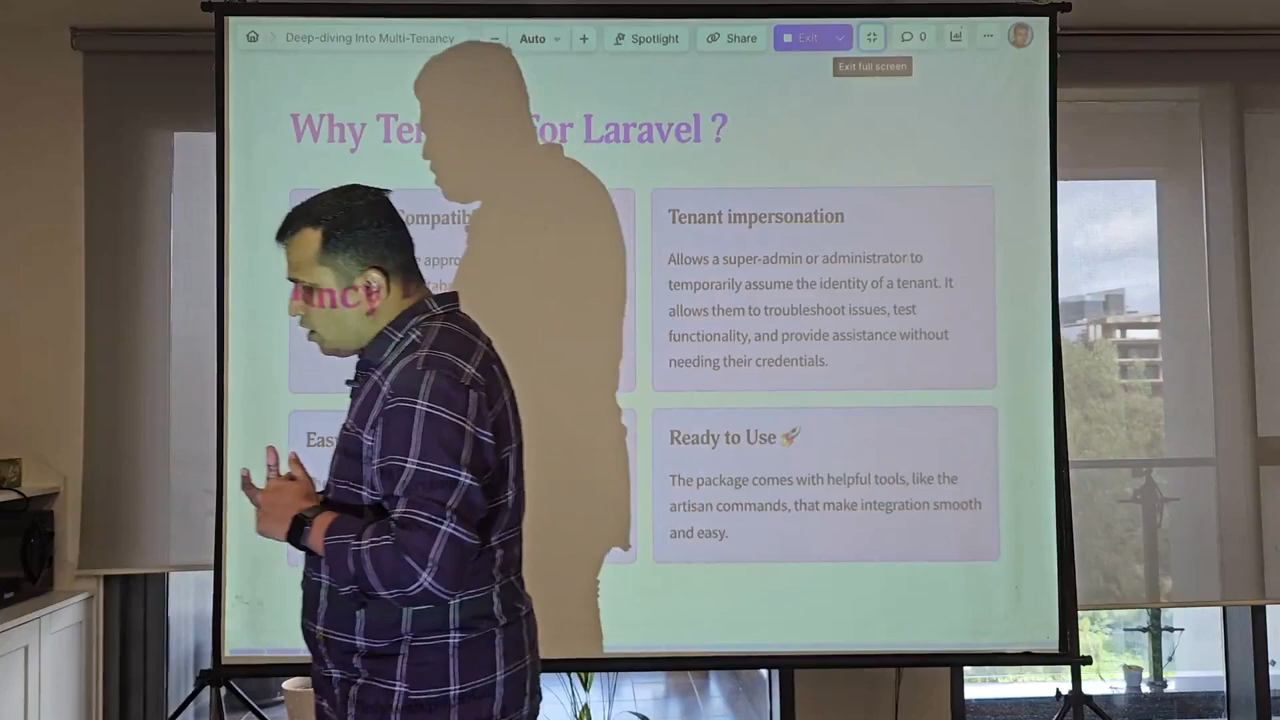 Deep-diving Into Multi-Tenancy
Auto
Spotlight
Share
Exit
0
Exit full screen
Why Tenancy For Laravel ?
Tenant impersonation
Allows a super-admin or administrator to
temporarily assume the identity of a tenant. It
allows them to troubleshoot issues, test
functionality, and provide assistance without
needing their credentials.
Ready to Use 🚀
The package comes with helpful tools, like the
artisan commands, that make integration smooth
and easy.